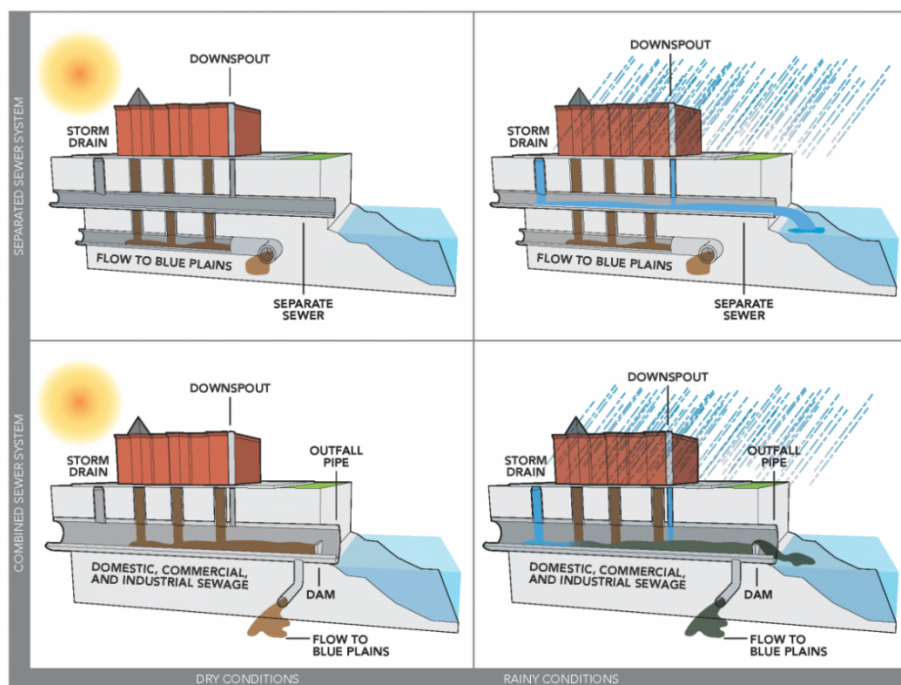 SEPARATED SEWER SYSTEM
DOWNSPOUT
STORM
DRAIN
FLOW TO BLUE PLAINS
SEPARATE
SEWER
DOWNSPOUT
STORM
DRAIN
FLOW TO BLUE PLAINS
SEPARATE
SEWER
COMBINED SEWER SYSTEM
DOWNSPOUT
STORM
DRAIN
OUTFALL
PIPE
DOMESTIC, COMMERCIAL,
AND INDUSTRIAL SEWAGE
DAM
FLOW TO
BLUE PLAINS
DOWNSPOUT
STORM
DRAIN
OUTFALL
PIPE
DOMESTIC, COMMERCIAL,
AND INDUSTRIAL SEWAGE
DAM
FLOW TO
BLUE PLAINS
DRY CONDITIONS
RAINY CONDITIONS